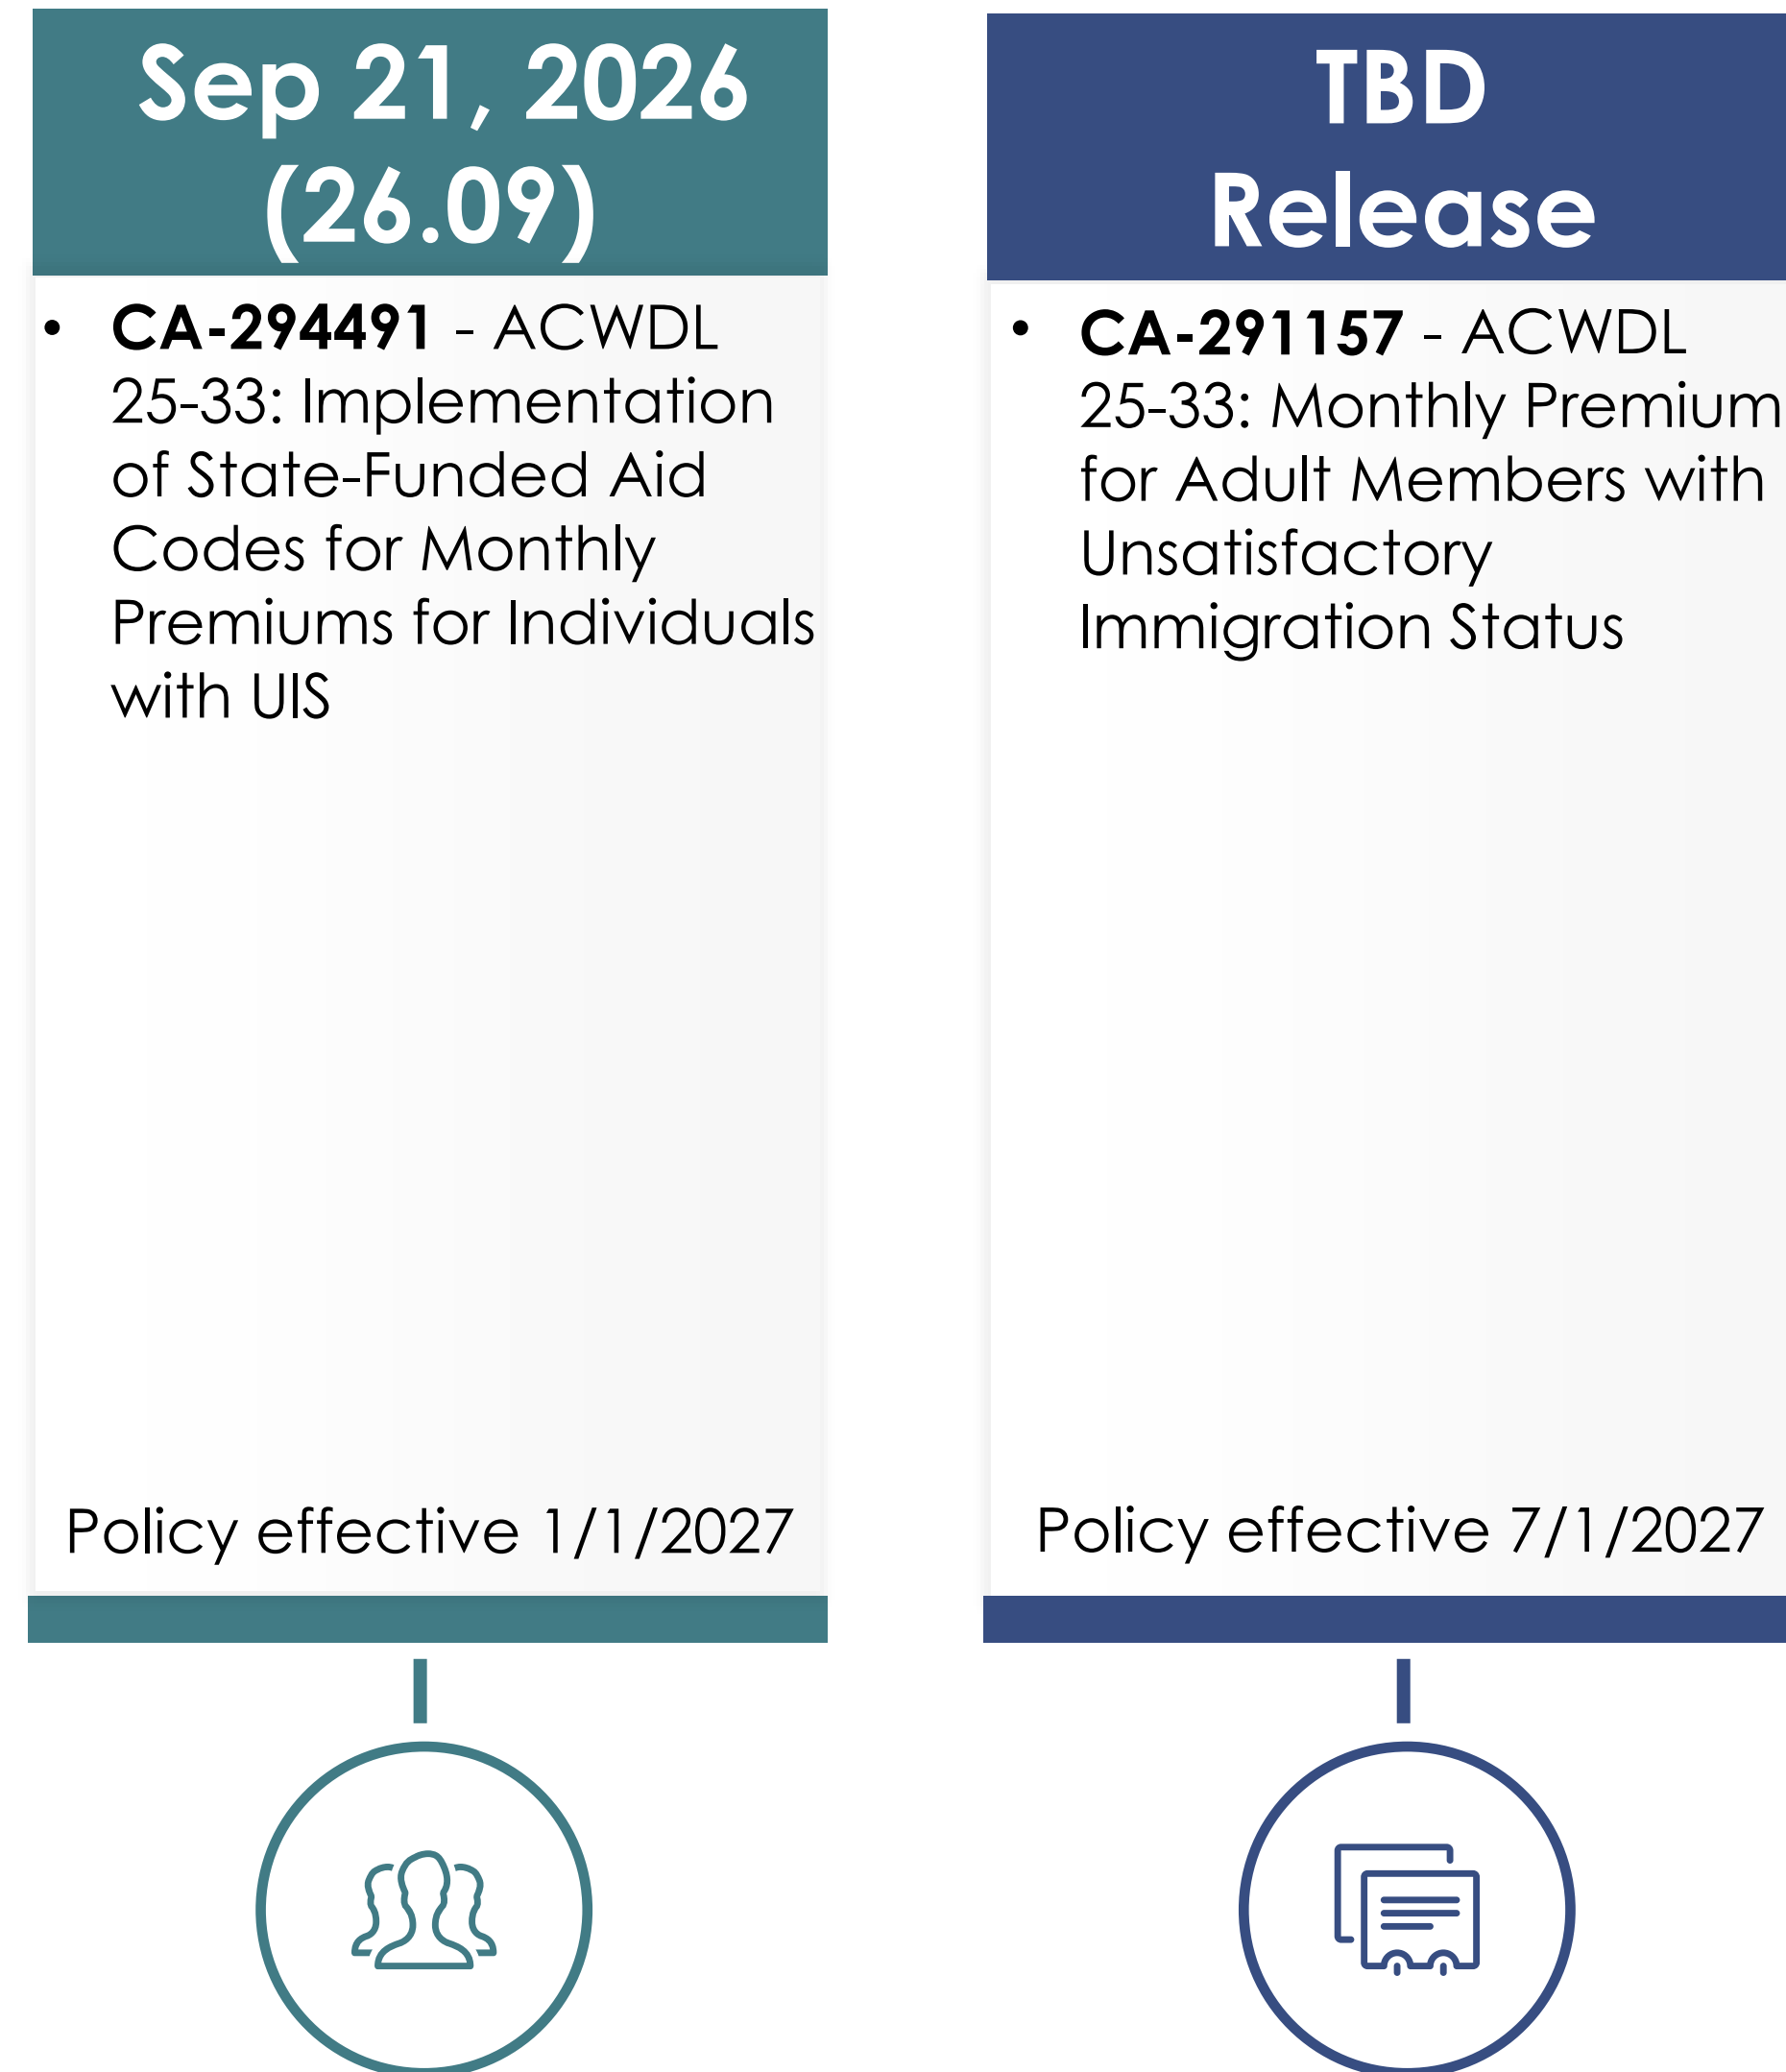 Sep 21, 2026
(26.09)
• CA-294491 - ACWDL
25-33: Implementation
of State-Funded Aid
Codes for Monthly
Premiums for Individuals
with UIS
Policy effective 1/1/2027
TBD
Release
• CA-291157 - ACWDL
25-33: Monthly Premium
for Adult Members with
Unsatisfactory
Immigration Status
Policy effective 7/1/2027